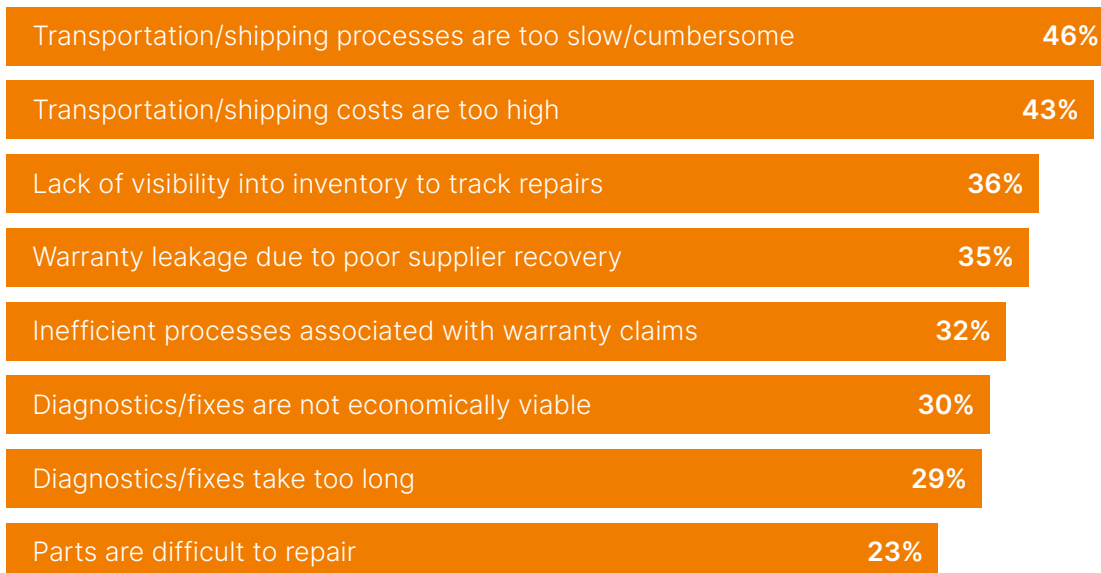 Transportation/shipping processes are too slow/cumbersome 46%
Transportation/shipping costs are too high 43%
Lack of visibility into inventory to track repairs 36%
Warranty leakage due to poor supplier recovery 35%
Inefficient processes associated with warranty claims 32%
Diagnostics/fixes are not economically viable 30%
Diagnostics/fixes take too long 29%
Parts are difficult to repair 23%